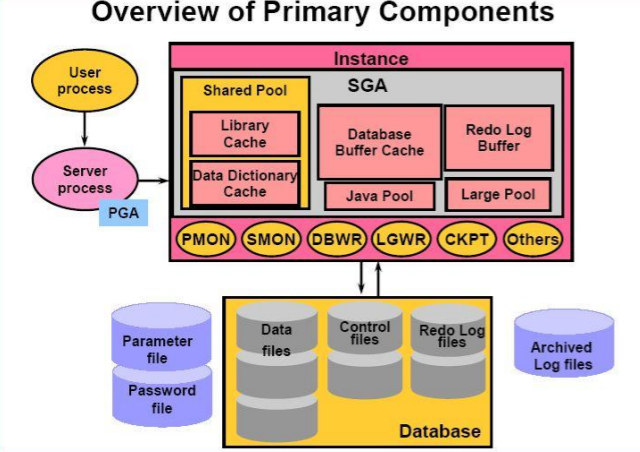 Overview of Primary Components
User
process
Server
process
PGA
Instance
SGA
Shared Pool
Library
Cache
Data Dictionary
Cache
Database
Buffer Cache
Redo Log
Buffer
Java Pool
Large Pool
PMON
SMON
DBWR
LGWR
CKPT
Others
Parameter
file
Password
file
Data
files
Control
files
Redo Log
files
Database
Archived
Log files